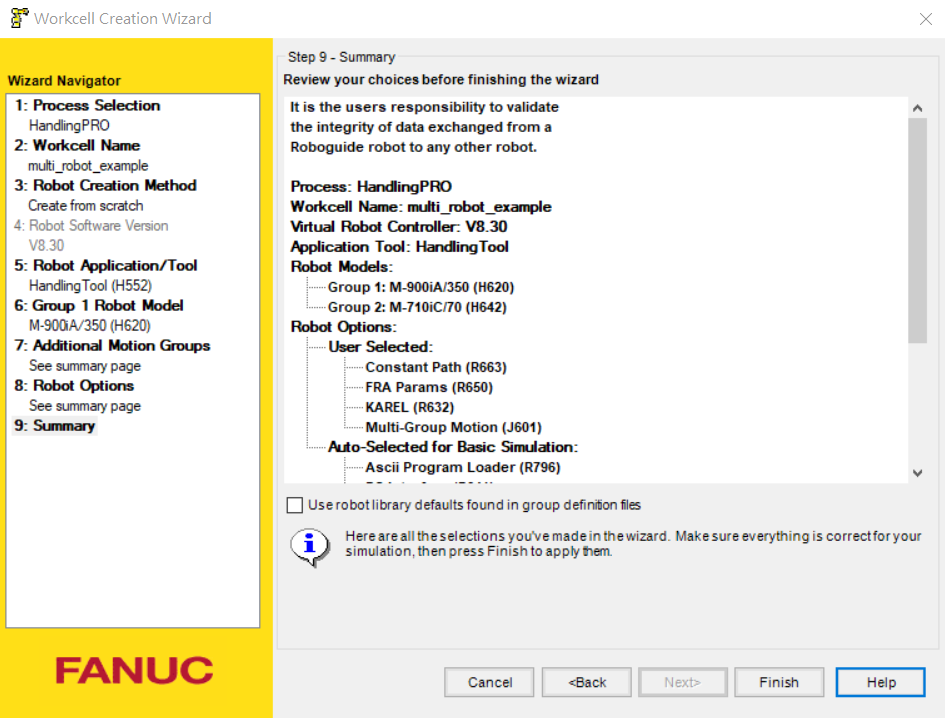 Workcell Creation Wizard
Wizard Navigator
1: Process Selection
HandlingPRO
2: Workcell Name
multi_robot_example
3: Robot Creation Method
Create from scratch
4: Robot Software Version
V8.30
5: Robot Application/Tool
HandlingTool (H552)
6: Group 1 Robot Model
M-900iA/350 (H620)
7: Additional Motion Groups
See summary page
8: Robot Options
See summary page
9: Summary
FANUC
Step 9 - Summary
Review your choices before finishing the wizard
It is the users responsibility to validate
the integrity of data exchanged from a
Roboguide robot to any other robot.
Process: HandlingPRO
Workcell Name: multi_robot_example
Virtual Robot Controller: V8.30
Application Tool: HandlingTool
Robot Models:
Group 1: M-900iA/350 (H620)
Group 2: M-710iC/70 (H642)
Robot Options:
User Selected:
Constant Path (R663)
FRA Params (R650)
KAREL (R632)
Multi-Group Motion (J601)
Auto-Selected for Basic Simulation:
Ascii Program Loader (R796)
Use robot library defaults found in group definition files
Here are all the selections you've made in the wizard. Make sure everything is correct for your
simulation, then press Finish to apply them.
Cancel
<Back
Next>
Finish
Help